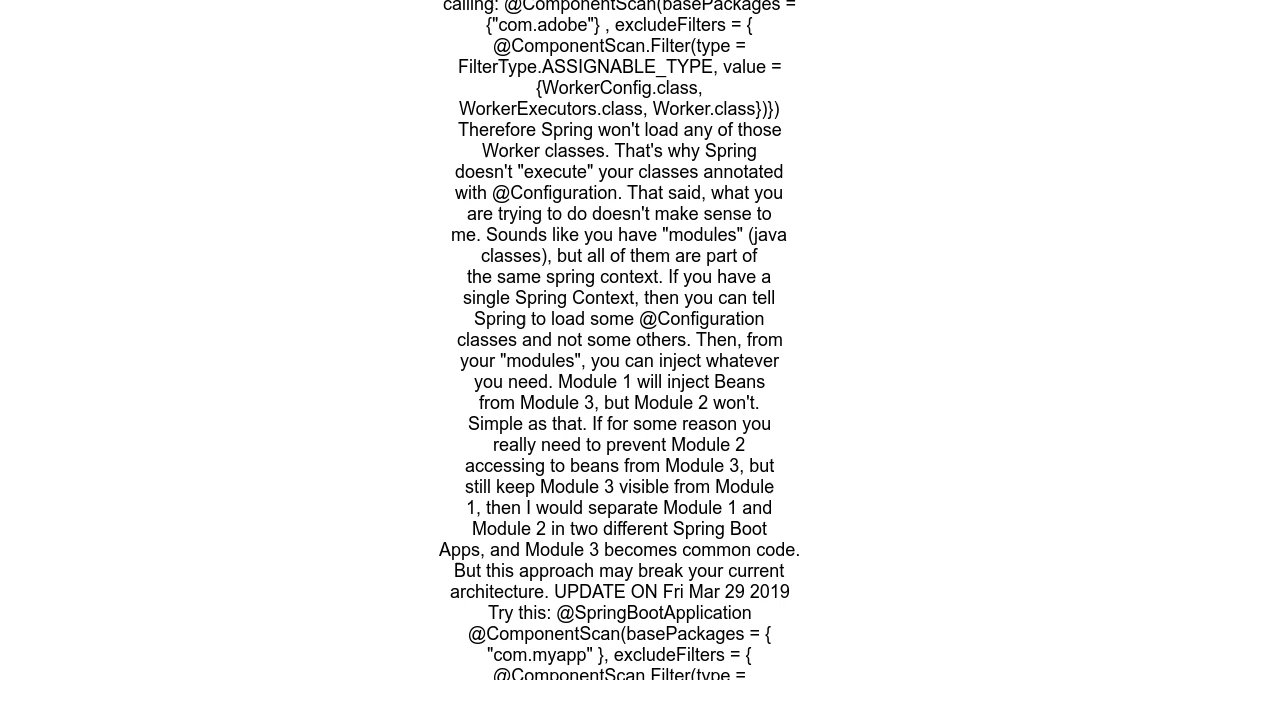 calling: @ComponentScan(basePackages =
{"com.adobe"} , excludeFilters = {
@ComponentScan.Filter(type =
FilterType.ASSIGNABLE_TYPE, value =
{WorkerConfig.class,
WorkerExecutors.class, Worker.class})})
Therefore Spring won't load any of those
Worker classes. That's why Spring
doesn't "execute" your classes annotated
with @Configuration. That said, what you
are trying to do doesn't make sense to
me. Sounds like you have "modules" (java
classes), but all of them are part of
the same spring context. If you have a
single Spring Context, then you can tell
Spring to load some @Configuration
classes and not some others. Then, from
your "modules", you can inject whatever
you need. Module 1 will inject Beans
from Module 3, but Module 2 won't.
Simple as that. If for some reason you
really need to prevent Module 2
accessing to beans from Module 3, but
still keep Module 3 visible from Module
1, then I would separate Module 1 and
Module 2 in two different Spring Boot
Apps, and Module 3 becomes common code.
But this approach may break your current
architecture. UPDATE ON Fri Mar 29 2019
Try this: @SpringBootApplication
@ComponentScan(basePackages = {
"com.myapp" }, excludeFilters = {
@ComponentScan.Filter(type =